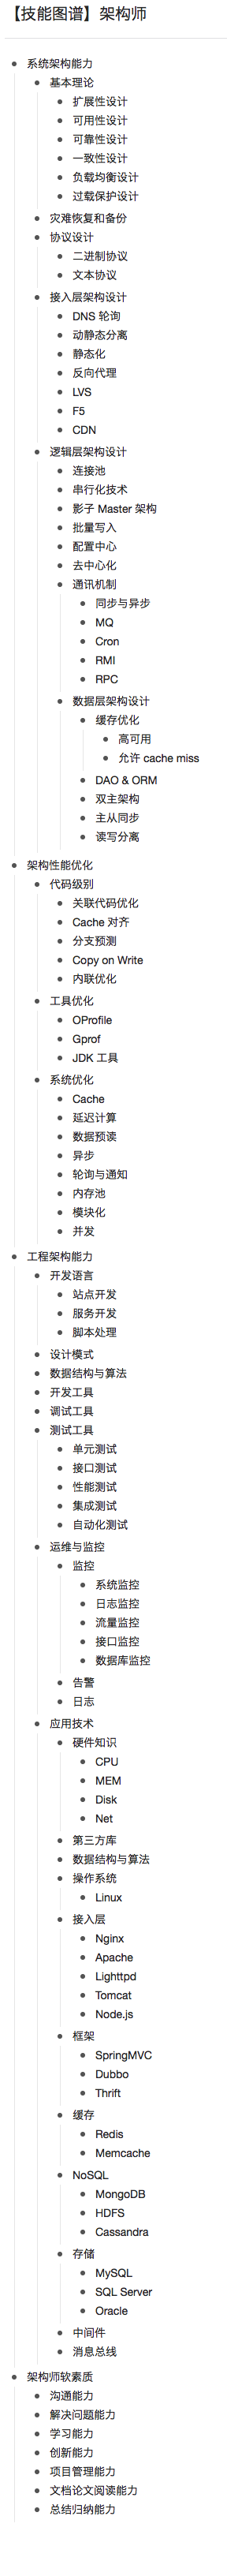 【技能图谱】架构师
系统架构能力
基本理论
扩展性设计
可用性设计
可靠性设计
一致性设计
负载均衡设计
过载保护设计
灾难恢复和备份
协议设计
二进制协议
文本协议
接入层架构设计
DNS 轮询
动静态分离
静态化
反向代理
LVS
F5
CDN
逻辑层架构设计
连接池
串行化技术
影子 Master 架构
批量写入
配置中心
去中心化
通讯机制
同步与异步
MQ
Cron
RMI
RPC
数据层架构设计
缓存优化
高可用
允许 cache miss
DAO & ORM
双主架构
主从同步
读写分离
架构性能优化
代码级别
关联代码优化
Cache 对齐
分支预测
Copy on Write
内联优化
工具优化
OProfile
Gprof
JDK 工具
系统优化
Cache
延迟计算
数据预读
异步
轮询与通知
内存池
模块化
并发
工程架构能力
开发语言
站点开发
服务开发
脚本处理
设计模式
数据结构与算法
开发工具
调试工具
测试工具
单元测试
接口测试
性能测试
集成测试
自动化测试
运维与监控
监控
系统监控
日志监控
流量监控
接口监控
数据库监控
告警
日志
应用技术
硬件知识
CPU
MEM
Disk
Net
第三方库
数据结构与算法
操作系统
Linux
接入层
Nginx
Apache
Lighttpd
Tomcat
Node.js
框架
SpringMVC
Dubbo
Thrift
缓存
Redis
Memcache
NoSQL
MongoDB
HDFS
Cassandra
存储
MySQL
SQL Server
Oracle
中间件
消息总线
架构师软素质
沟通能力
解决问题能力
学习能力
创新能力
项目管理能力
文档论文阅读能力
总结归纳能力